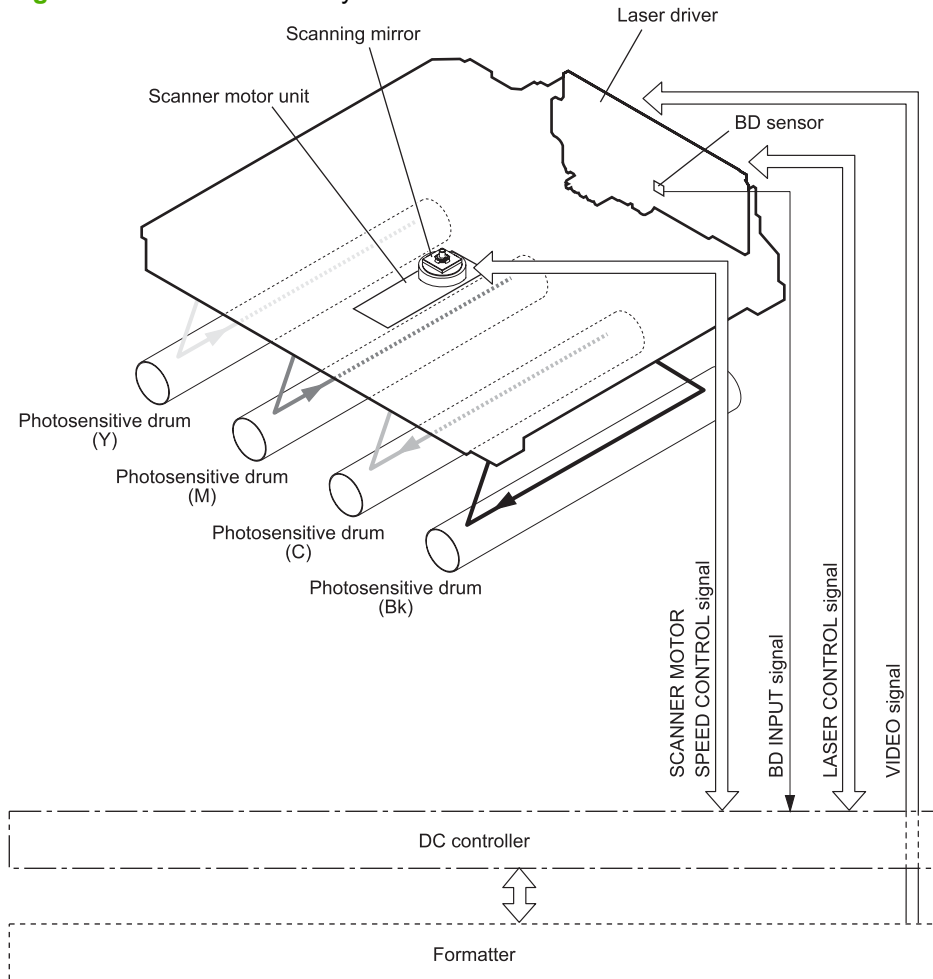 Laser driver
Scanning mirror
Scanner motor unit
BD sensor
Photosensitive drum
(Y)
Photosensitive drum
(M)
Photosensitive drum
(C)
Photosensitive drum
(Bk)
SCANNER MOTOR
SPEED CONTROL signal
BD INPUT signal
LASER CONTROL signal
VIDEO signal
DC controller
Formatter